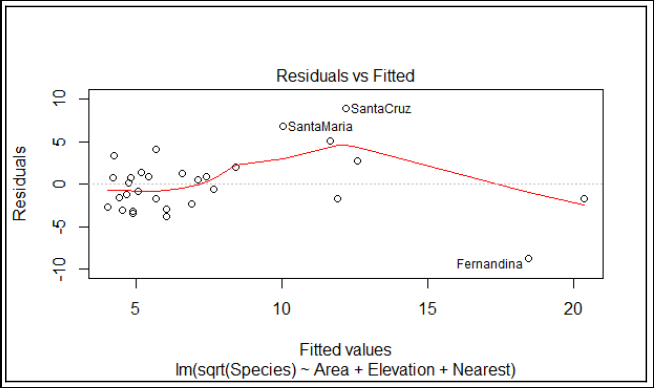 Residuals vs Fitted
10
SantaCruz
SantaMaria
5
Residuals
0
-5
Fernandina
-10
5 10 15 20
Fitted values
lm(sqrt(Species) ~ Area + Elevation + Nearest)